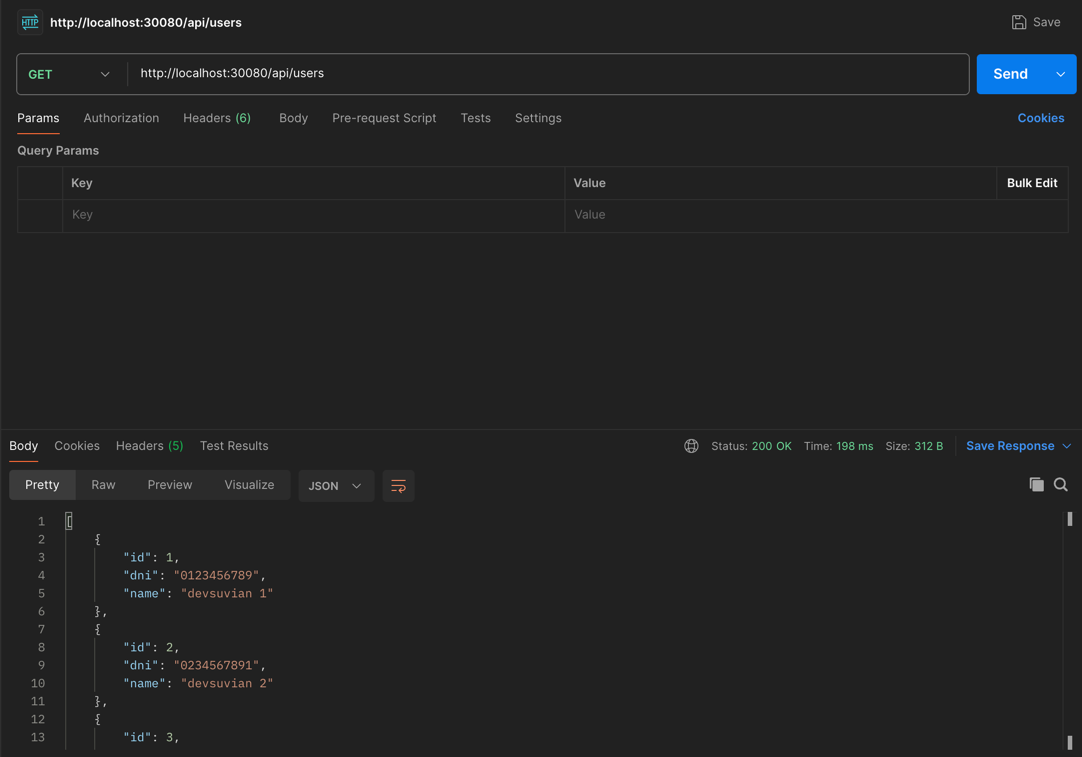 HTTP http://localhost:30080/api/users Save
GET http://localhost:30080/api/users Send
Params Authorization Headers (6) Body Pre-request Script Tests Settings Cookies
Query Params
Key Value Bulk Edit
Key Value
Body Cookies Headers (5) Test Results Status: 200 OK Time: 198 ms Size: 312 B Save Response
Pretty Raw Preview Visualize JSON
1 [
2 {
3 "id": 1,
4 "dni": "0123456789",
5 "name": "devsuvian 1"
6 },
7 {
8 "id": 2,
9 "dni": "0234567891",
10 "name": "devsuvian 2"
11 },
12 {
13 "id": 3,